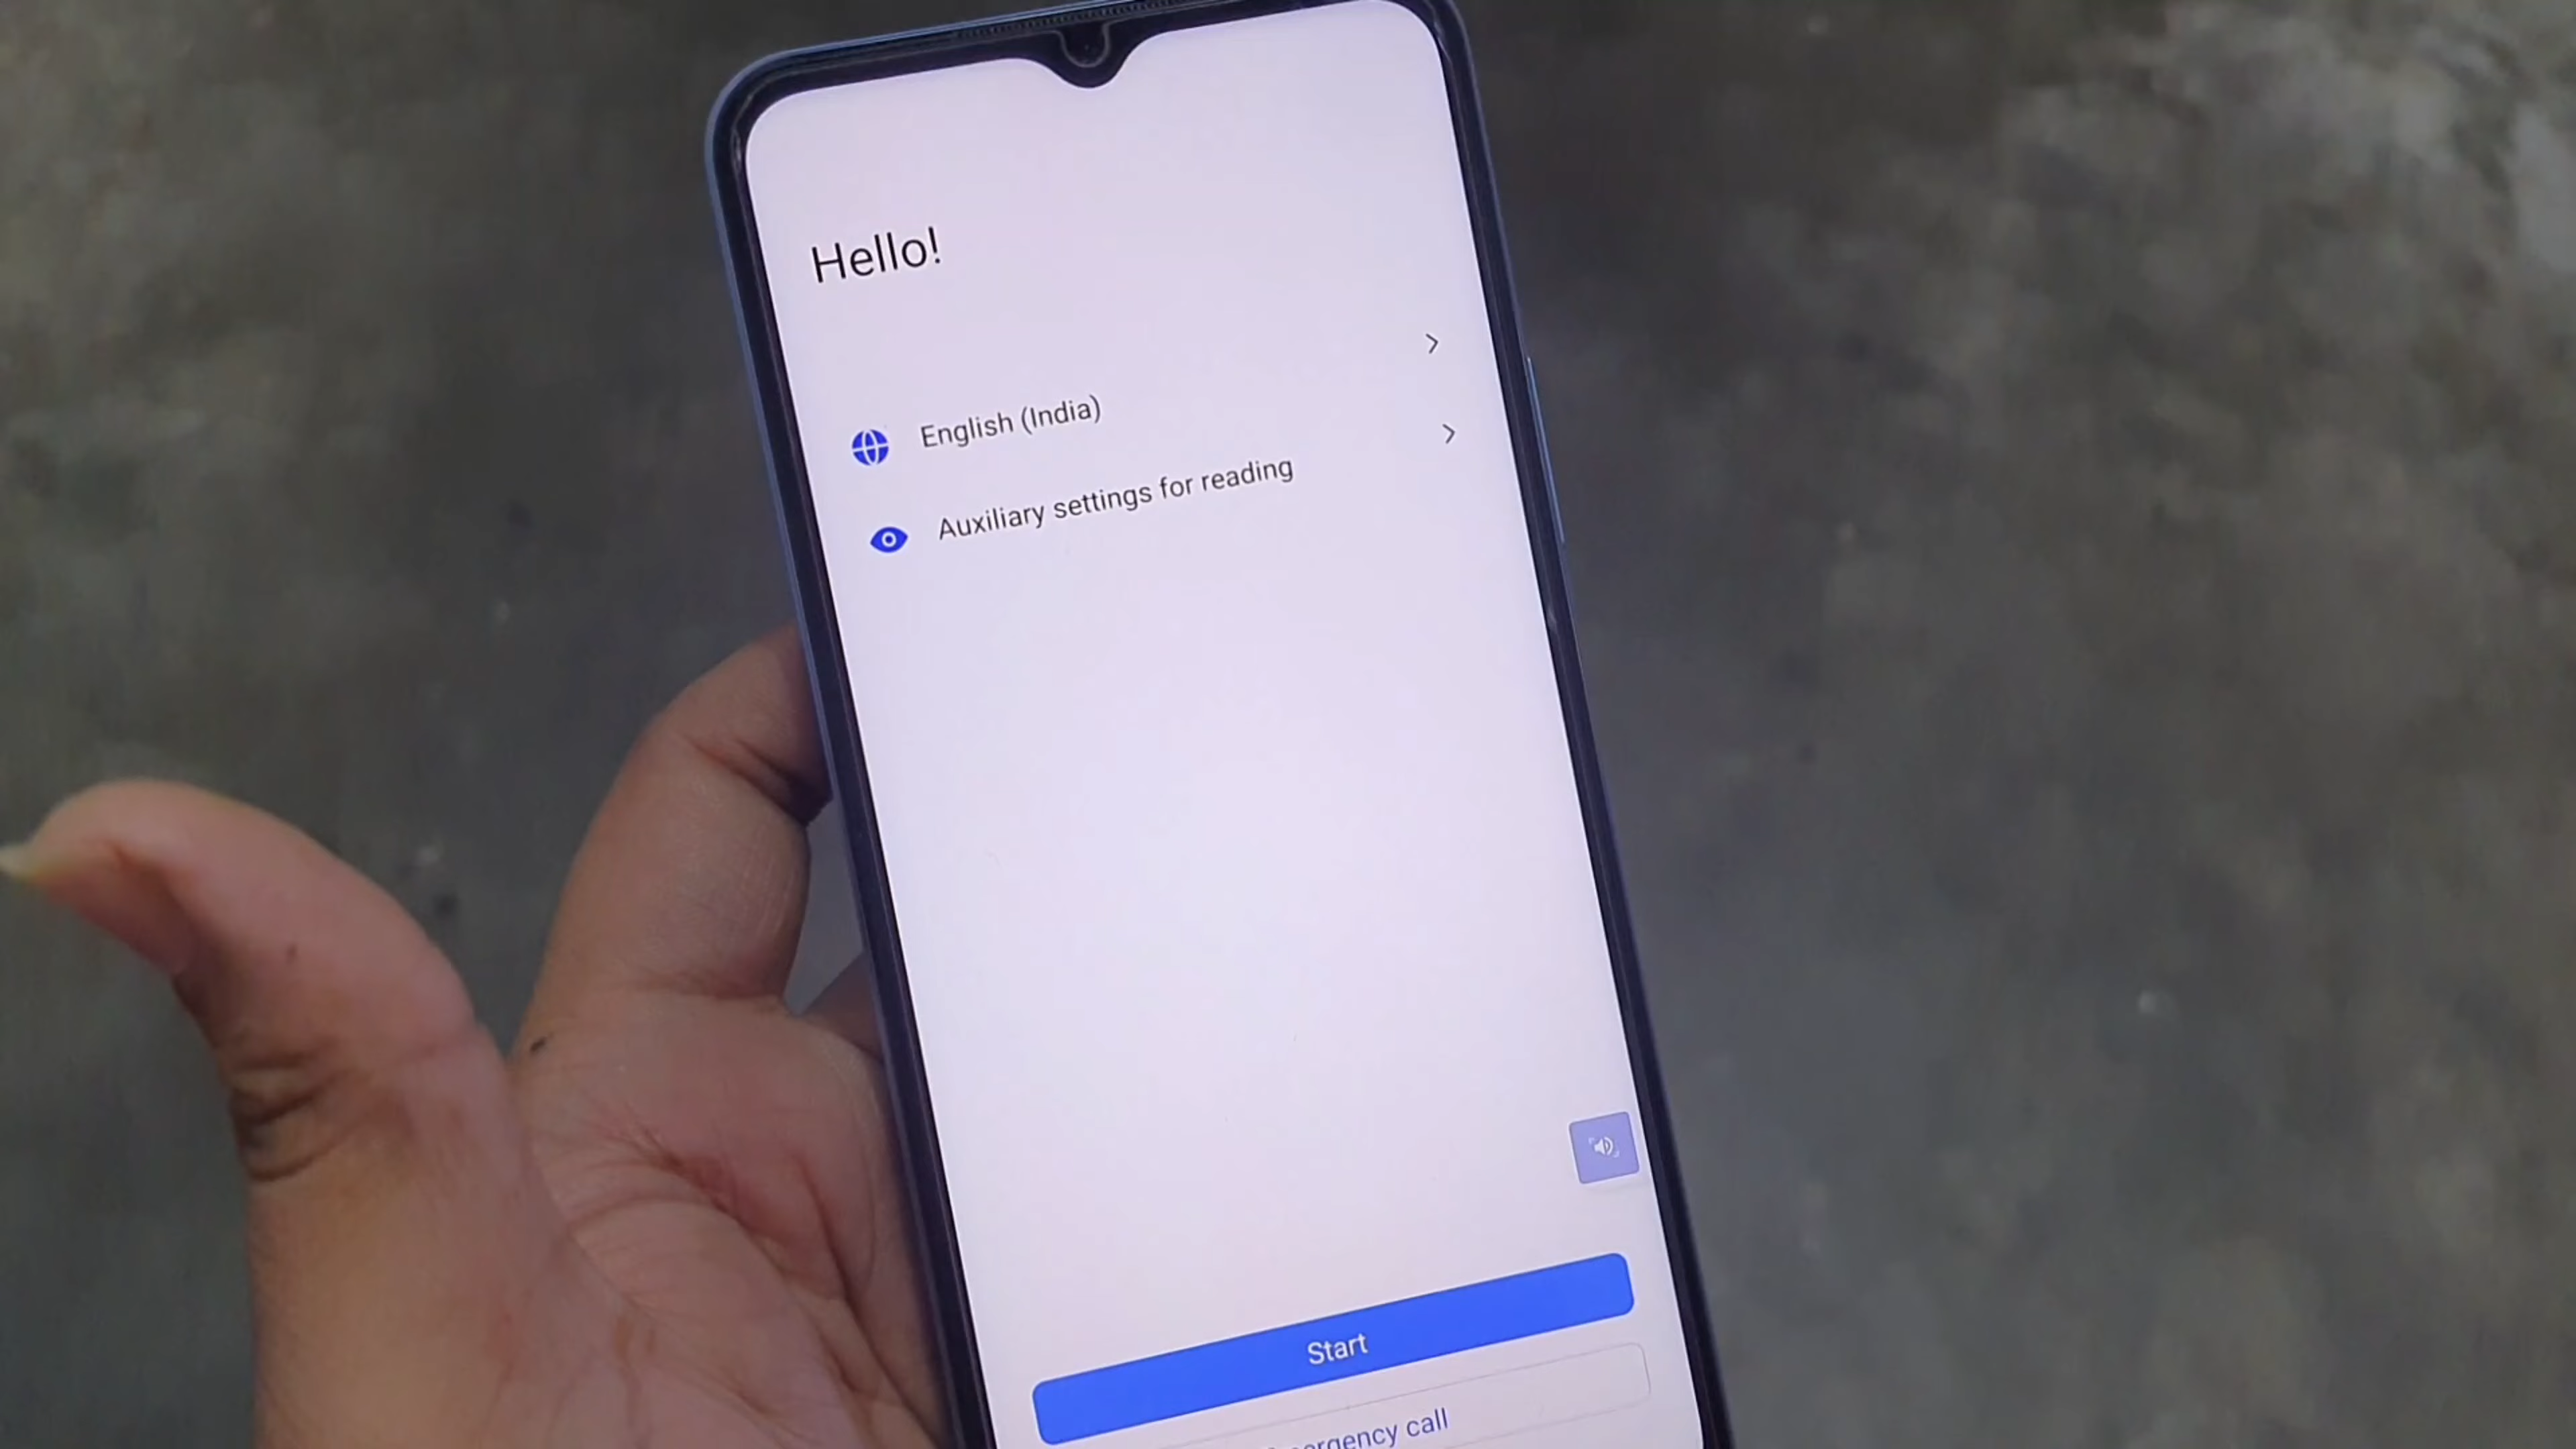 Hello!
English (India)
Auxiliary settings for reading
Start
call